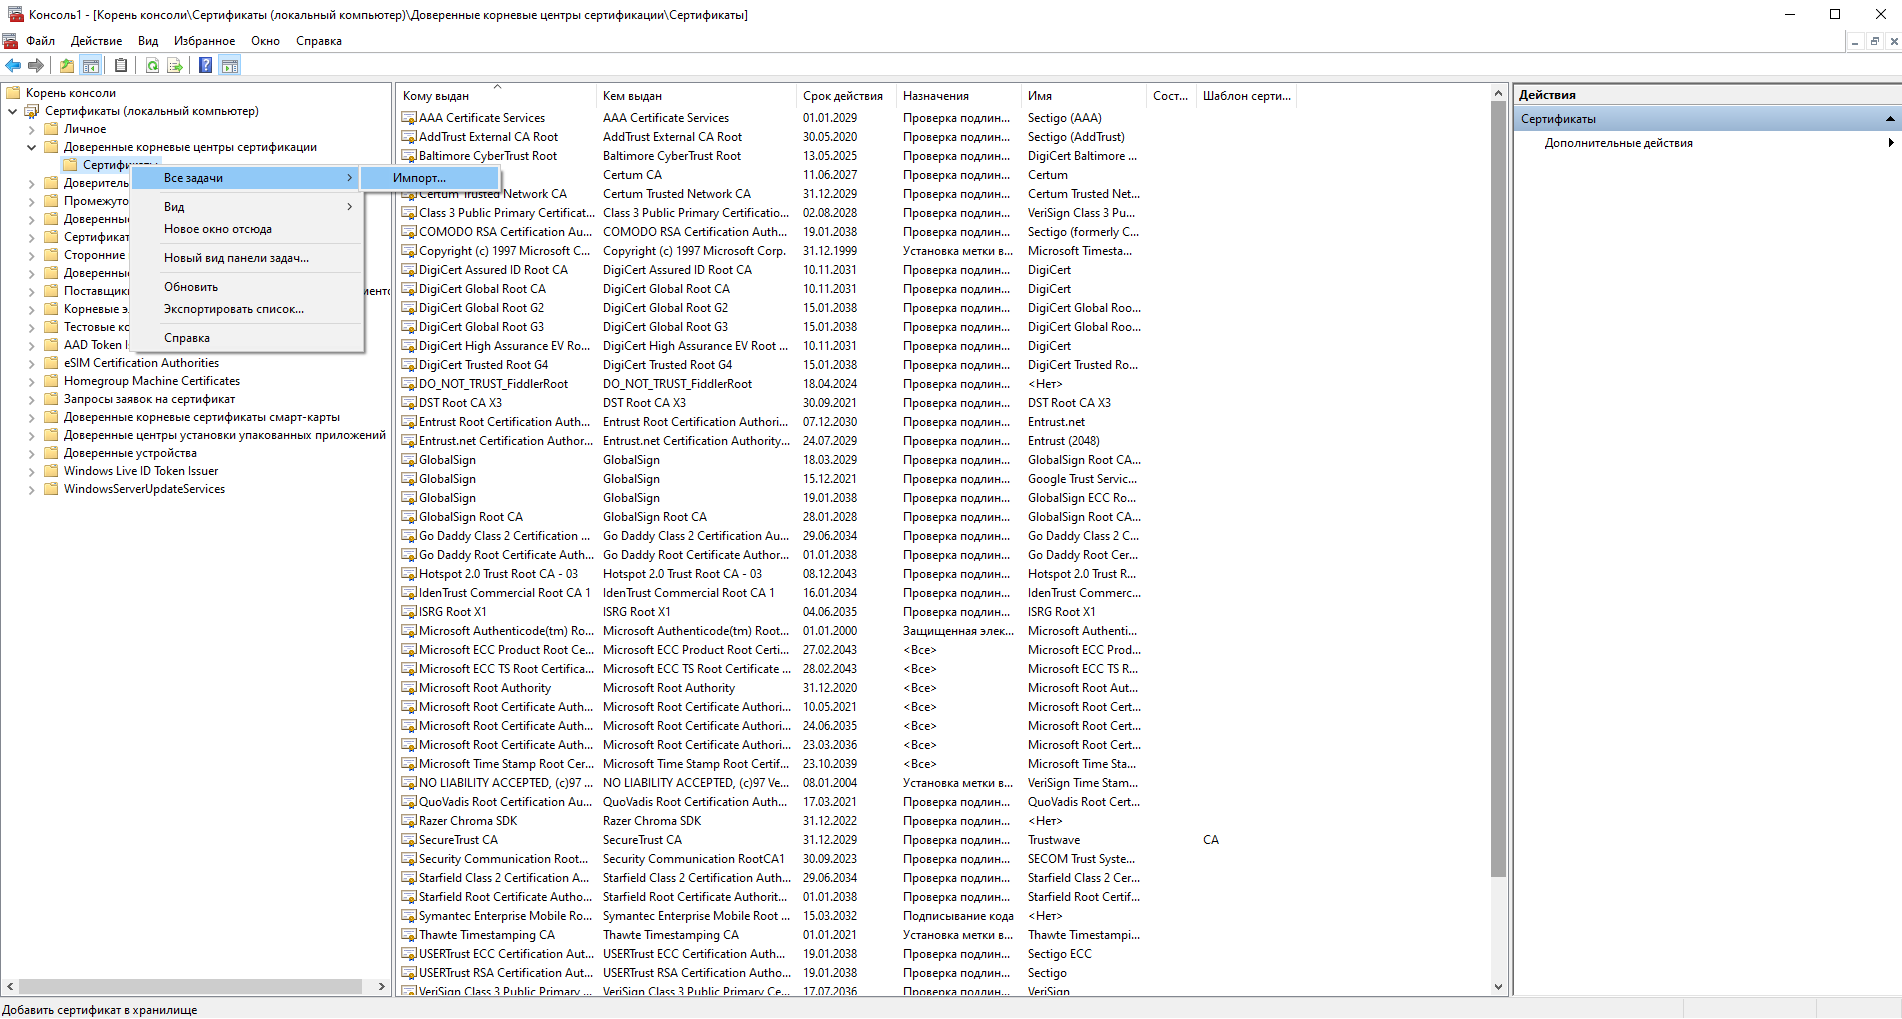 Консоль1 - [Корень консоли\Сертификаты (локальный компьютер)\Доверенные корневые центры сертификации\Сертификаты]
Файл Действие Вид Избранное Окно Справка
Корень консоли
Сертификаты (локальный компьютер)
Личное
Доверенные корневые центры сертификации
Сертификаты
Доверитель
Промежуто
Доверенны
Сертификат
Сторонние
Доверенны
Поставщики
Корневые э
Тестовые ко
AAD Token I
eSIM Certification Authorities
Homegroup Machine Certificates
Запросы заявок на сертификат
Доверенные корневые сертификаты смарт-карты
Доверенные центры установки упакованных приложений
Доверенные устройства
Windows Live ID Token Issuer
WindowsServerUpdateServices
Все задачи
Вид
Новое окно отсюда
Новый вид панели задач...
Обновить
Экспортировать список...
Справка
Импорт...
Кому выдан Кем выдан Срок действия Назначения Имя Сост... Шаблон серти...
AAA Certificate Services AAA Certificate Services 01.01.2029 Проверка подлин... Sectigo (AAA)
AddTrust External CA Root AddTrust External CA Root 30.05.2020 Проверка подлин... Sectigo (AddTrust)
Baltimore CyberTrust Root Baltimore CyberTrust Root 13.05.2025 Проверка подлин... DigiCert Baltimore ...
Certum CA 11.06.2027 Проверка подлин... Certum
Certum Trusted Network CA Certum Trusted Network CA 31.12.2029 Проверка подлин... Certum Trusted Net...
Class 3 Public Primary Certificat... Class 3 Public Primary Certificatio... 02.08.2028 Проверка подлин... VeriSign Class 3 Pu...
COMODO RSA Certification Au... COMODO RSA Certification Auth... 19.01.2038 Проверка подлин... Sectigo (formerly C...
Copyright (c) 1997 Microsoft C... Copyright (c) 1997 Microsoft Corp. 31.12.1999 Установка метки в... Microsoft Timesta...
DigiCert Assured ID Root CA DigiCert Assured ID Root CA 10.11.2031 Проверка подлин... DigiCert
DigiCert Global Root CA DigiCert Global Root CA 10.11.2031 Проверка подлин... DigiCert
DigiCert Global Root G2 DigiCert Global Root G2 15.01.2038 Проверка подлин... DigiCert Global Roo...
DigiCert Global Root G3 DigiCert Global Root G3 15.01.2038 Проверка подлин... DigiCert Global Roo...
DigiCert High Assurance EV Ro... DigiCert High Assurance EV Root ... 10.11.2031 Проверка подлин... DigiCert
DigiCert Trusted Root G4 DigiCert Trusted Root G4 15.01.2038 Проверка подлин... DigiCert Trusted Ro...
DO_NOT_TRUST_FiddlerRoot DO_NOT_TRUST_FiddlerRoot 18.04.2024 Проверка подлин... <Нет>
DST Root CA X3 DST Root CA X3 30.09.2021 Проверка подлин... DST Root CA X3
Entrust Root Certification Auth... Entrust Root Certification Authori... 07.12.2030 Проверка подлин... Entrust.net
Entrust.net Certification Author... Entrust.net Certification Authority... 24.07.2029 Проверка подлин... Entrust (2048)
GlobalSign GlobalSign 18.03.2029 Проверка подлин... GlobalSign Root CA...
GlobalSign GlobalSign 15.12.2021 Проверка подлин... Google Trust Servic...
GlobalSign GlobalSign 19.01.2038 Проверка подлин... GlobalSign ECC Ro...
GlobalSign Root CA GlobalSign Root CA 28.01.2028 Проверка подлин... GlobalSign Root CA...
Go Daddy Class 2 Certification ... Go Daddy Class 2 Certification Au... 29.06.2034 Проверка подлин... Go Daddy Class 2 C...
Go Daddy Root Certificate Auth... Go Daddy Root Certificate Author... 01.01.2038 Проверка подлин... Go Daddy Root Cer...
Hotspot 2.0 Trust Root CA - 03 Hotspot 2.0 Trust Root CA - 03 08.12.2043 Проверка подлин... Hotspot 2.0 Trust R...
IdenTrust Commercial Root CA 1 IdenTrust Commercial Root CA 1 16.01.2034 Проверка подлин... IdenTrust Commerc...
ISRG Root X1 ISRG Root X1 04.06.2035 Проверка подлин... ISRG Root X1
Microsoft Authenticode(tm) Ro... Microsoft Authenticode(tm) Root... 01.01.2000 Защищенная элек... Microsoft Authenti...
Microsoft ECC Product Root Ce... Microsoft ECC Product Root Certi... 27.02.2043 <Все> Microsoft ECC Prod...
Microsoft ECC TS Root Certifica... Microsoft ECC TS Root Certificate ... 28.02.2043 <Все> Microsoft ECC TS R...
Microsoft Root Authority Microsoft Root Authority 31.12.2020 <Все> Microsoft Root Aut...
Microsoft Root Certificate Auth... Microsoft Root Certificate Authori... 10.05.2021 <Все> Microsoft Root Cert...
Microsoft Root Certificate Auth... Microsoft Root Certificate Authori... 24.06.2035 <Все> Microsoft Root Cert...
Microsoft Root Certificate Auth... Microsoft Root Certificate Authori... 23.03.2036 <Все> Microsoft Root Cert...
Microsoft Time Stamp Root Cer... Microsoft Time Stamp Root Certif... 23.10.2039 <Все> Microsoft Time Sta...
NO LIABILITY ACCEPTED, (c)97 ... NO LIABILITY ACCEPTED, (c)97 Ve... 08.01.2004 Установка метки в... VeriSign Time Stam...
QuoVadis Root Certification Au... QuoVadis Root Certification Auth... 17.03.2021 Проверка подлин... QuoVadis Root Cert...
Razer Chroma SDK Razer Chroma SDK 31.12.2022 Проверка подлин... <Нет>
SecureTrust CA SecureTrust CA 31.12.2029 Проверка подлин... Trustwave CA
Security Communication Root... Security Communication RootCA1 30.09.2023 Проверка подлин... SECOM Trust Syste...
Starfield Class 2 Certification A... Starfield Class 2 Certification Auth... 29.06.2034 Проверка подлин... Starfield Class 2 Cer...
Starfield Root Certificate Autho... Starfield Root Certificate Authorit... 01.01.2038 Проверка подлин... Starfield Root Certif...
Symantec Enterprise Mobile Ro... Symantec Enterprise Mobile Root ... 15.03.2032 Подписывание кода <Нет>
Thawte Timestamping CA Thawte Timestamping CA 01.01.2021 Установка метки в... Thawte Timestampi...
USERTrust ECC Certification Aut... USERTrust ECC Certification Auth... 19.01.2038 Проверка подлин... Sectigo ECC
USERTrust RSA Certification Aut... USERTrust RSA Certification Autho... 19.01.2038 Проверка подлин... Sectigo
VeriSign Class 3 Public Primary ... VeriSign Class 3 Public Primary Ce... 17.07.2036 Проверка подлин... VeriSign
Действия
Сертификаты
Дополнительные действия
Добавить сертификат в хранилище